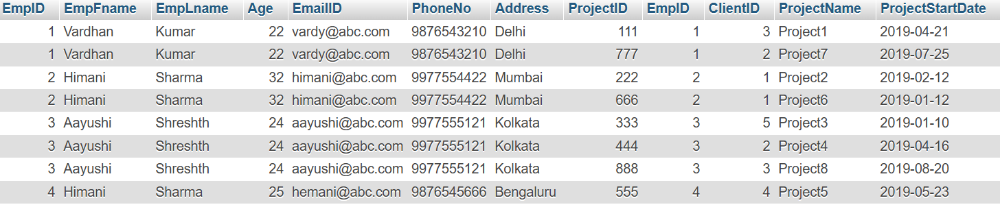 EmpID EmpFname EmpLname Age EmailID PhoneNo Address ProjectID EmpID ClientID ProjectName ProjectStartDate
1 Vardhan Kumar 22 vardy@abc.com 9876543210 Delhi 111 1 3 Project1 2019-04-21
1 Vardhan Kumar 22 vardy@abc.com 9876543210 Delhi 777 1 2 Project7 2019-07-25
2 Himani Sharma 32 himani@abc.com 9977554422 Mumbai 222 2 1 Project2 2019-02-12
2 Himani Sharma 32 himani@abc.com 9977554422 Mumbai 666 2 1 Project6 2019-01-12
3 Aayushi Shreshth 24 aayushi@abc.com 9977555121 Kolkata 333 3 5 Project3 2019-01-10
3 Aayushi Shreshth 24 aayushi@abc.com 9977555121 Kolkata 444 3 2 Project4 2019-04-16
3 Aayushi Shreshth 24 aayushi@abc.com 9977555121 Kolkata 888 3 3 Project8 2019-08-20
4 Himani Sharma 25 hemani@abc.com 9876545666 Bengaluru 555 4 4 Project5 2019-05-23